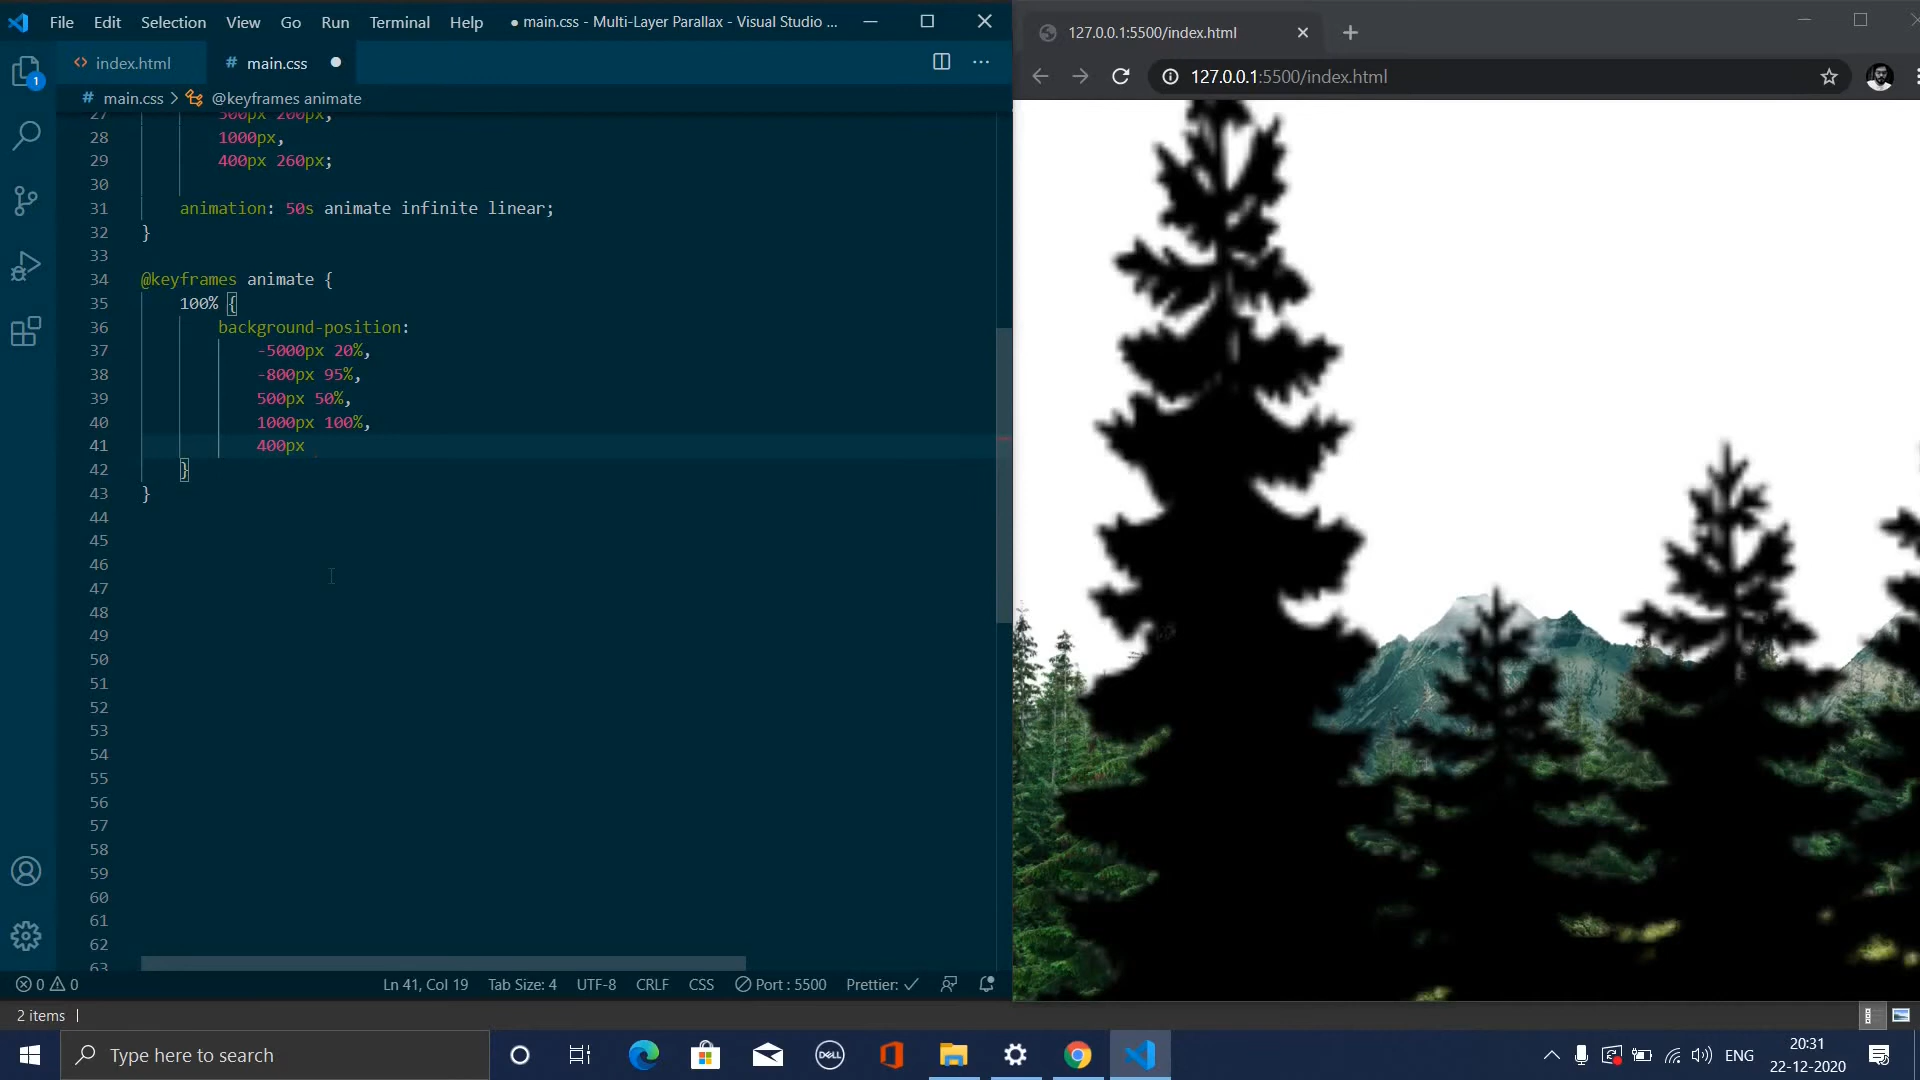 File Edit Selection View Go Run Terminal Help
● main.css - Multi-Layer Parallax - Visual Studio ...
127.0.0.1:5500/index.html
1
<> index.html
# main.css
127.0.0.1:5500/index.html
# main.css > @keyframes animate
27 500px 200px,
28 1000px,
29 400px 260px;
30
31 animation: 50s animate infinite linear;
32 }
33
34 @keyframes animate {
35 100% {
36 background-position:
37 -5000px 20%,
38 -800px 95%,
39 500px 50%,
40 1000px 100%,
41 400px
42 }
43 }
44
45
46
47
48
49
50
51
52
53
54
55
56
57
58
59
60
61
62
63
0 0
Ln 41, Col 19 Tab Size: 4 UTF-8 CRLF CSS Port : 5500 Prettier: ✓
2 items
Type here to search
DELL
ENG
20:31
22-12-2020